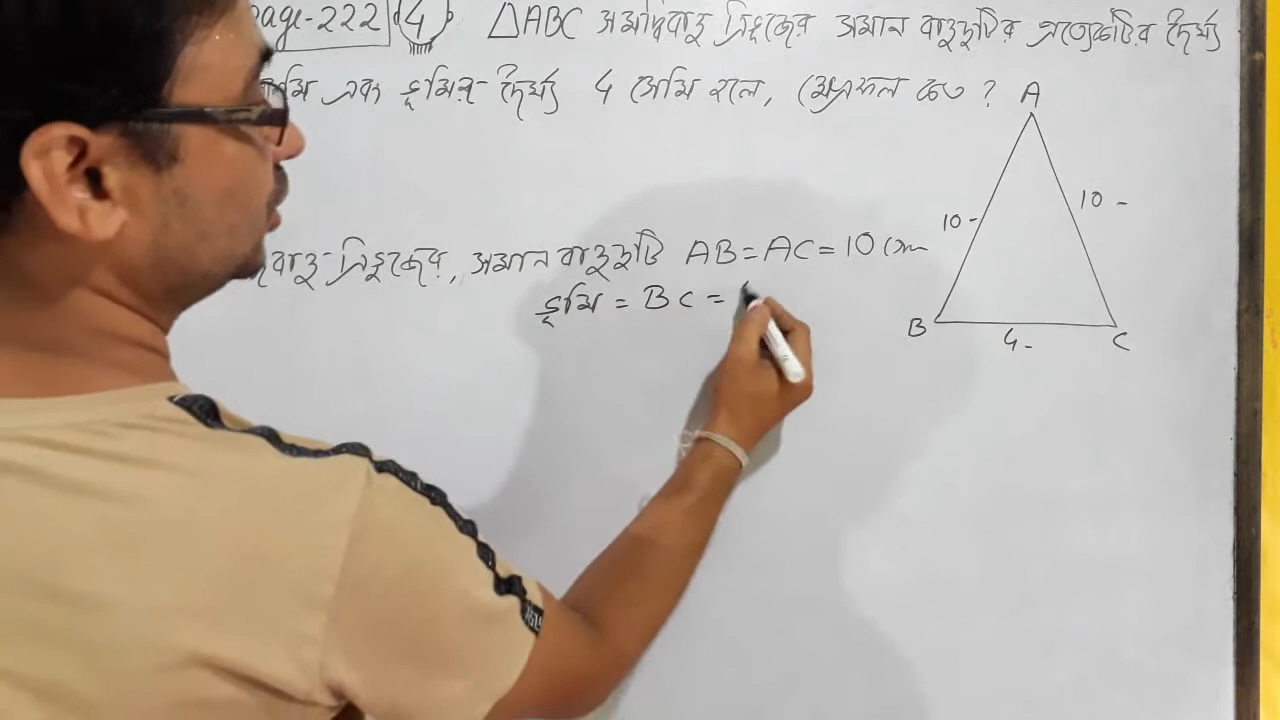 Page-222 (4) △ABC সমদ্বিবাহু ত্রিভুজের সমান বাহুদুটির প্রত্যেকটির দৈর্ঘ্য
সেমি এবং ভূমির দৈর্ঘ্য 4 সেমি হলে, ক্ষেত্রফল কত ?
A
10-
10 -
বাহু ত্রিভুজের, সমান বাহুদুটি AB=AC=10 cm
ভূমি = BC =
B
4-
C